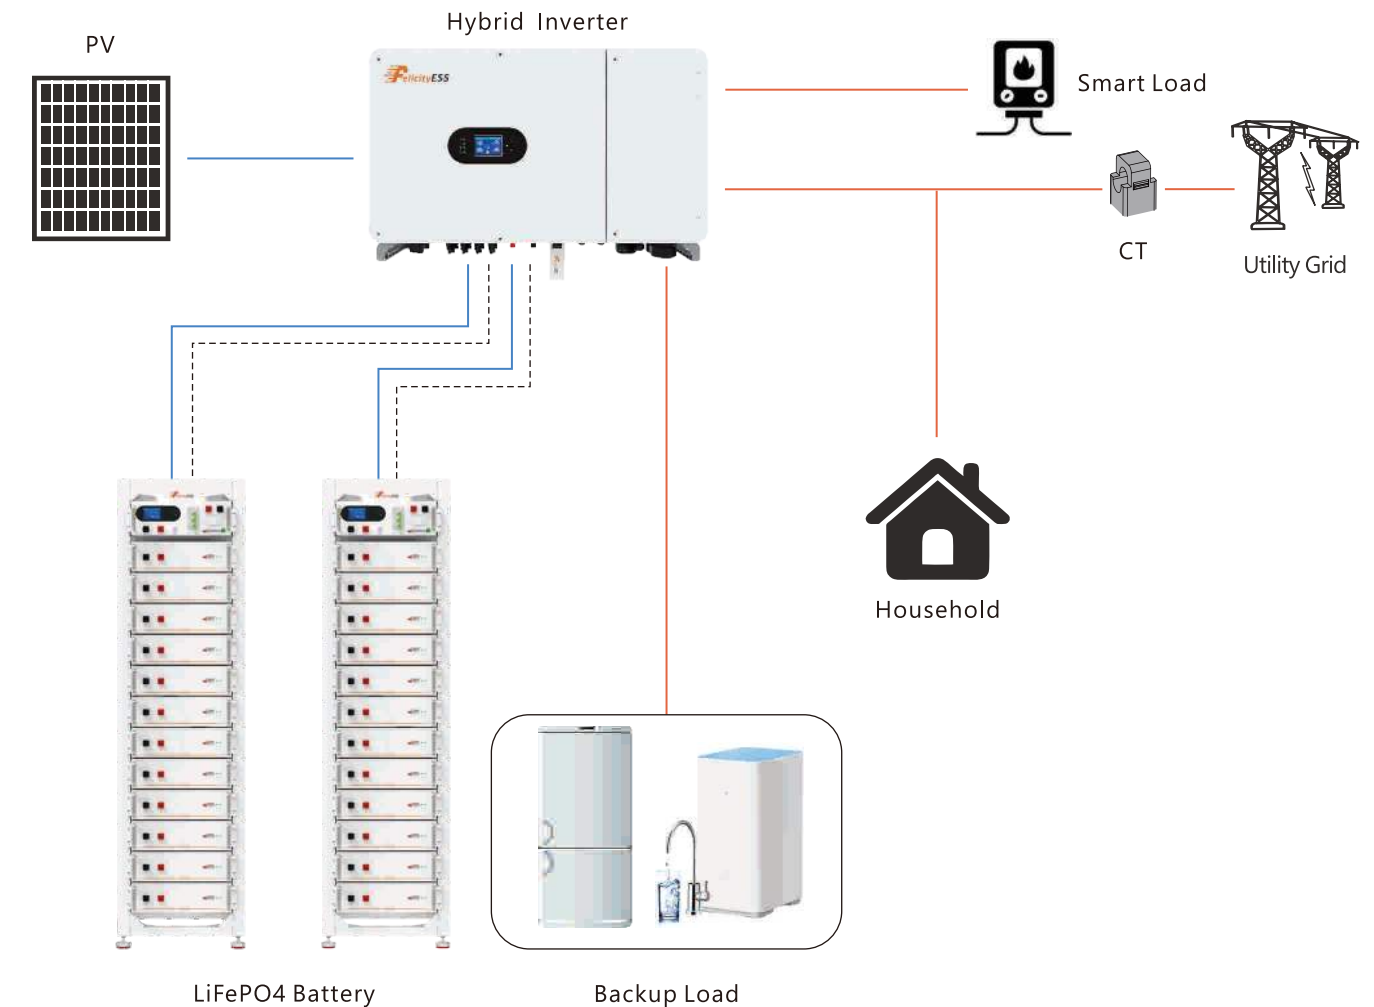 Hybrid Inverter
PV
FelicityESS
Smart Load
CT
Utility Grid
Household
LiFePO4 Battery
Backup Load